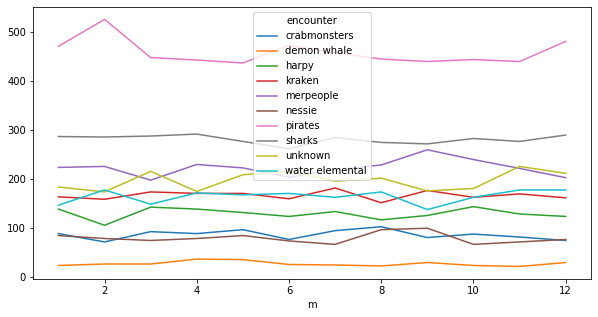 encounter
crabmonsters
demon whale
harpy
kraken
merpeople
nessie
pirates
sharks
unknown
water elemental
500
400
300
200
100
0
2 4 6 8 10 12
m